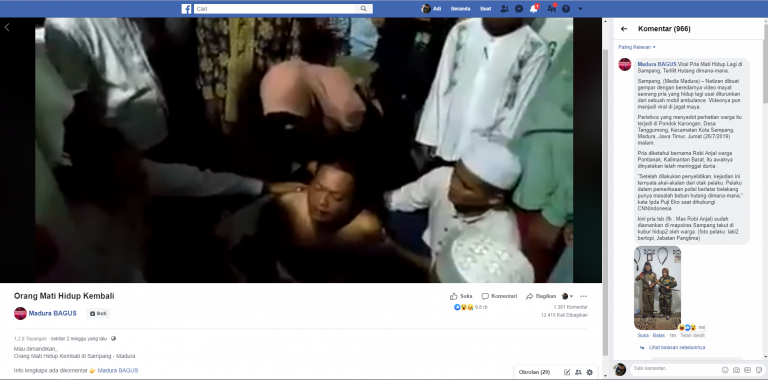 Cari
Adi Beranda Buat
Orang Mati Hidup Kembali
Suka Komentari Bagikan
Madura BAGUS
Ikuti
9,8 rb
1.391 Komentar
12.415 Kali Dibagikan
1,2 jt Tayangan sekitar 2 minggu yang lalu
Mau dimandikan,
Orang Mati Hidup Kembali di Sampang - Madura
Info lengkapa ada dikomentar Madura BAGUS
Obrolan (29)
Komentar (966)
Paling Relevan
Madura BAGUS Viral Pria Mati Hidup Lagi di
Sampang, Terlilit Hutang dimana-mana.
Sampang, (Media Madura) – Netizen dibuat
gempar dengan beredarnya video mayat
seorang pria yang hidup lagi saat diturunkan
dari sebuah mobil ambulance. Videonya pun
menjadi viral di jagat maya.
Peristiwa yang menyedot perhatian warga itu
terjadi di Pondok Karongan, Desa
Tanggumong, Kecamatan Kota Sampang,
Madura, Jawa Timur, Jumat (26/7/2019)
malam.
Pria diketahui bernama Robi Anjal warga
Pontianak, Kalimantan Barat, itu awalnya
dinyatakan telah meninggal dunia.
"Setelah dilakukan penyelidikan, kejadian ini
ternyata akal-akalan dari otak pelaku. Pelaku
dalam pemeriksaan polisi berlatar belakang
punya masalah beban hutang dimana-mana,"
kata Ipda Puji Eko saat dihubungi
CNNIndonesia
kini pria tsb (fb : Mas Robi Anjal) sudah
diamankan di mapolres Sampang takut di
kubur hidup2 oleh warga. (foto pelaku: laki2
bertopi; Jabatan Panglima)
198
Suka · Balas · 1m · Telah diedit
Lihat balasan sebelumnya
Tulis komentar...